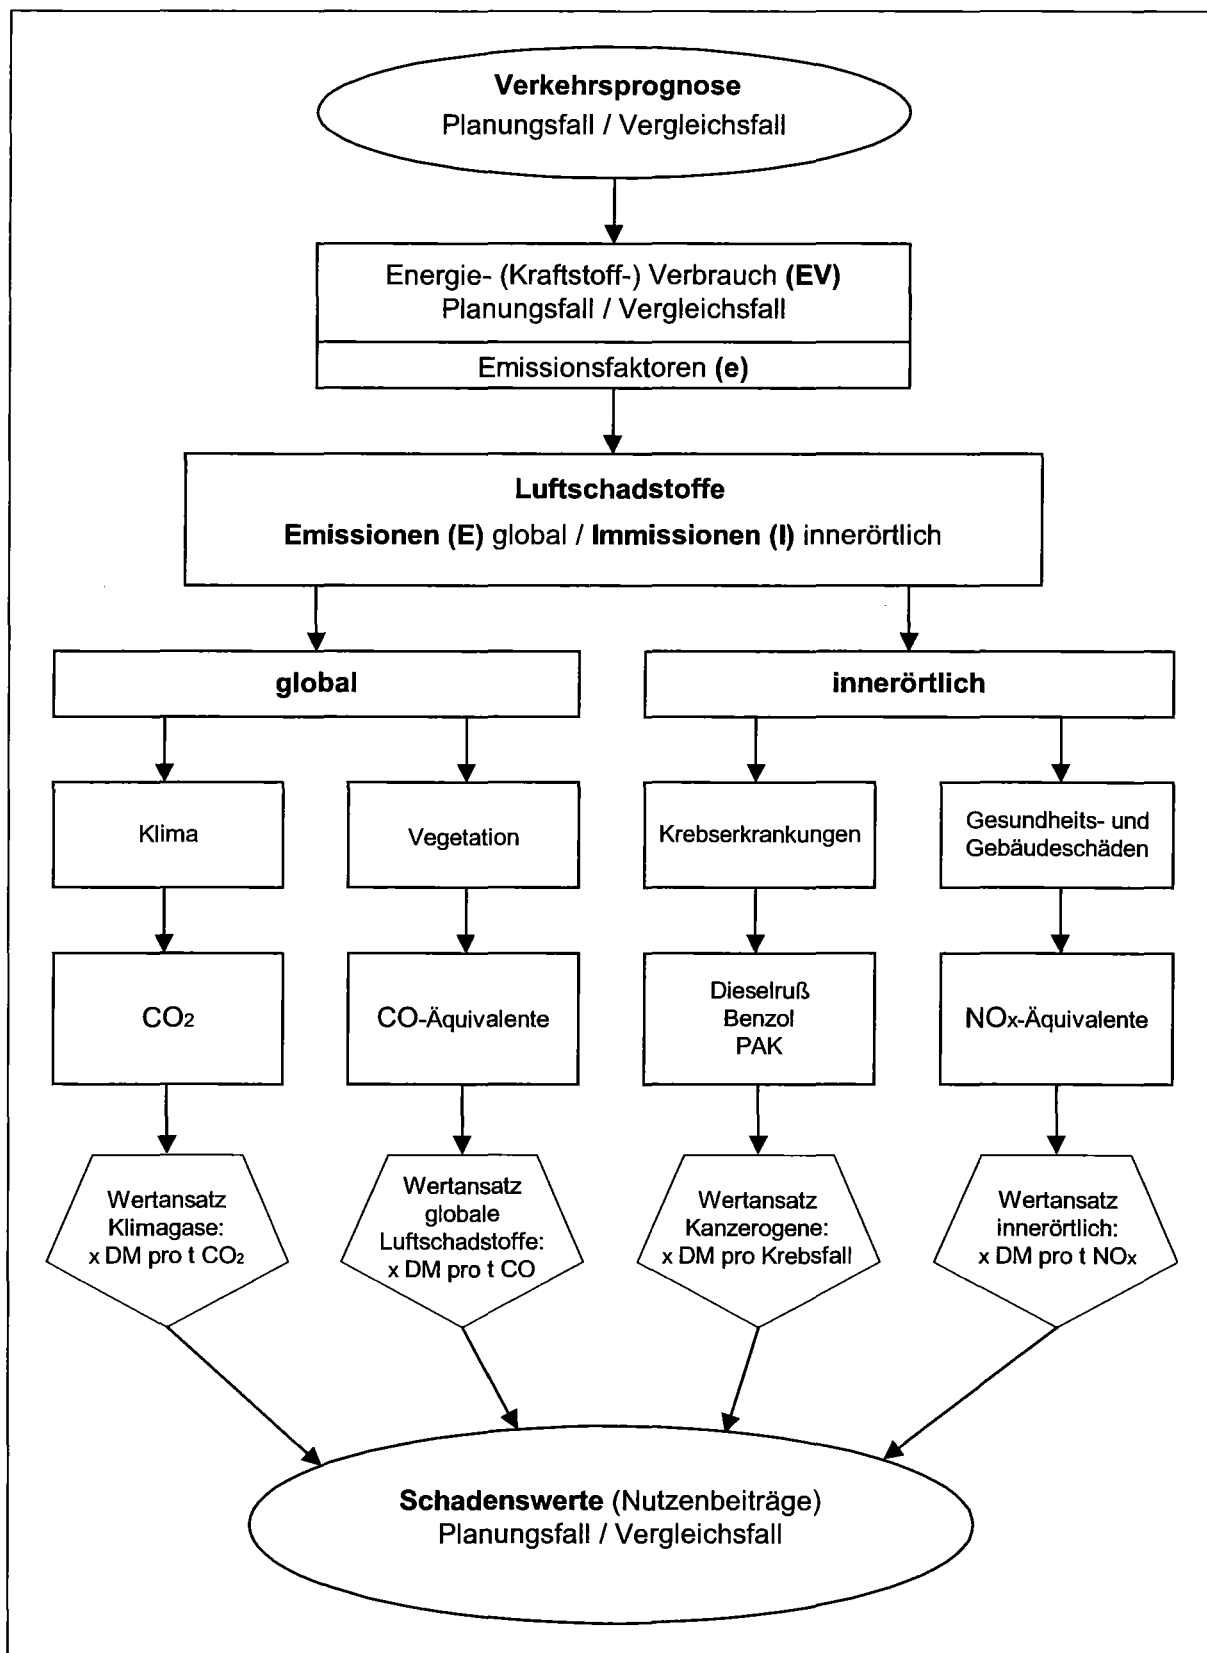 Verkehrsprognose
Planungsfall / Vergleichsfall
Energie- (Kraftstoff-) Verbrauch (EV)
Planungsfall / Vergleichsfall
Emissionsfaktoren (e)
Luftschadstoffe
Emissionen (E) global / Immissionen (I) innerörtlich
global
innerörtlich
Klima
Vegetation
Krebserkrankungen
Gesundheits- und
Gebäudeschäden
CO2
CO-Äquivalente
Dieselruß
Benzol
PAK
NOx-Äquivalente
Wertansatz
Klimagase:
x DM pro t CO2
Wertansatz
globale
Luftschadstoffe:
x DM pro t CO
Wertansatz
Kanzerogene:
x DM pro Krebsfall
Wertansatz
innerörtlich:
x DM pro t NOx
Schadenswerte (Nutzenbeiträge)
Planungsfall / Vergleichsfall